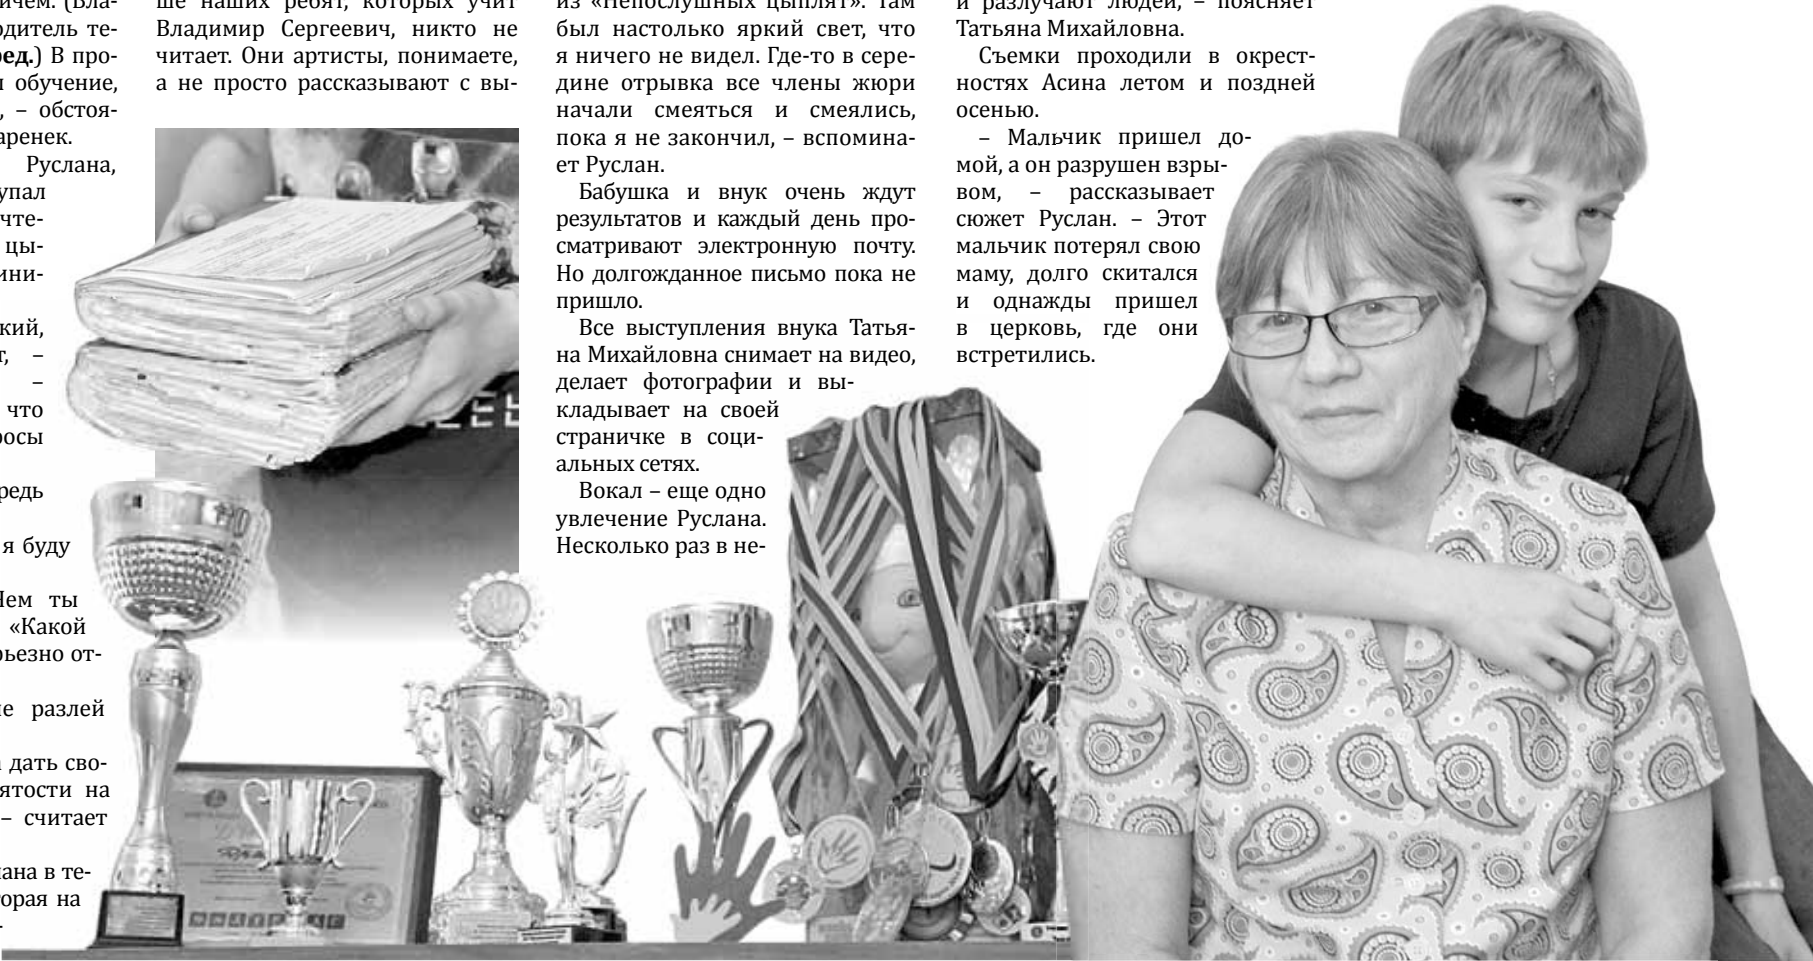 ичем. (Вла-
одитель те-
ред.) В про-
обучение,
, – обстоя-
аренек.
Руслана,
упал
чте-
цы-
ини-
кий,
т, –
–
что
росы
редь
я буду
Чем ты
«Какой
рьезно от-
не разлей
дать сво-
ятости на
– считает
лана в те-
торая на
ше наших ребят, которых учит
Владимир Сергеевич, никто не
читает. Они артисты, понимаете,
а не просто рассказывают с вы-
из «Непослушных цыплят». Там
был настолько яркий свет, что
я ничего не видел. Где-то в сере-
дине отрывка все члены жюри
начали смеяться и смеялись,
пока я не закончил, – вспомина-
ет Руслан.
Бабушка и внук очень ждут
результатов и каждый день про-
сматривают электронную почту.
Но долгожданное письмо пока не
пришло.
Все выступления внука Татья-
на Михайловна снимает на видео,
делает фотографии и вы-
кладывает на своей
страничке в соци-
альных сетях.
Вокал – еще одно
увлечение Руслана.
Несколько раз в не-
и разлучают людей, – поясняет
Татьяна Михайловна.
Съемки проходили в окрест-
ностях Асина летом и поздней
осенью.
– Мальчик пришел до-
мой, а он разрушен взры-
вом, – рассказывает
сюжет Руслан. – Этот
мальчик потерял свою
маму, долго скитался
и однажды пришел
в церковь, где они
встретились.